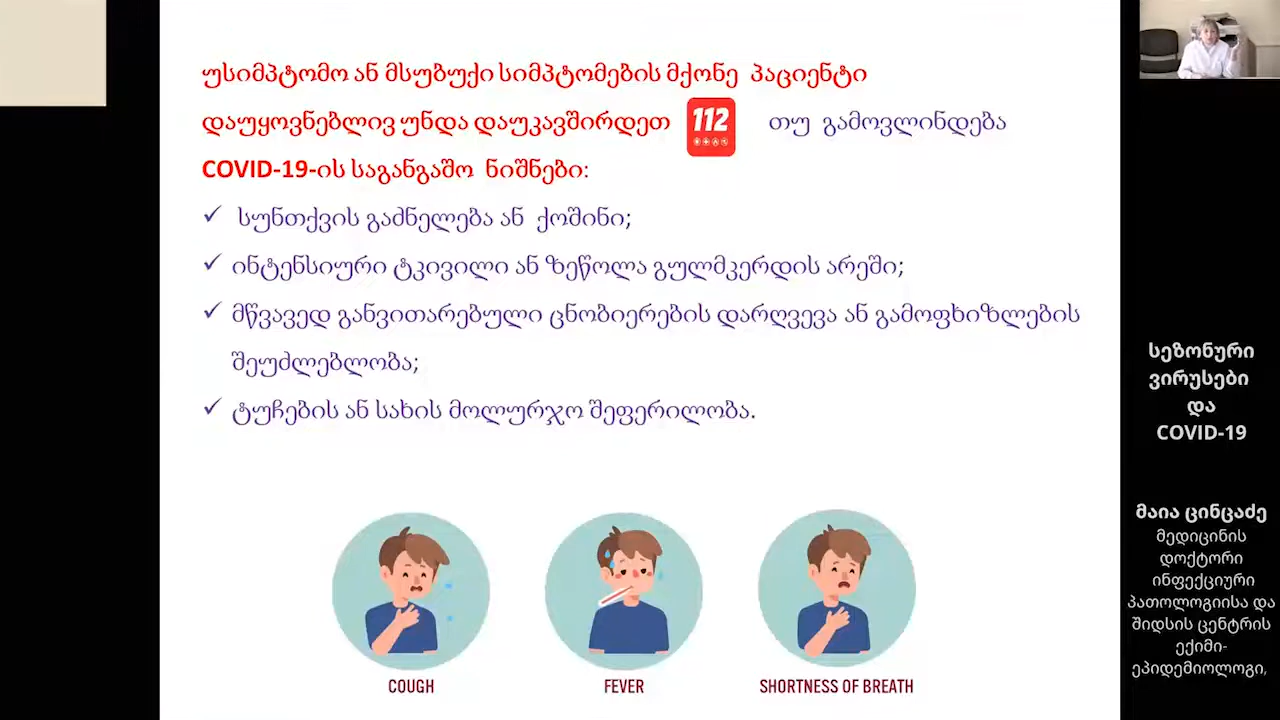 უსიმპტომო ან მსუბუქი სიმპტომების მქონე პაციენტი
დაუყოვნებლივ უნდა დაუკავშირდეთ 112 თუ გამოვლინდება
COVID-19-ის საგანგაშო ნიშნები:
✓ სუნთქვის გაძნელება ან ქოშინი;
✓ ინტენსიური ტკივილი ან ზეწოლა გულმკერდის არეში;
✓ მწვავედ განვითარებული ცნობიერების დარღვევა ან გამოფხიზლების
შეუძლებლობა;
✓ ტუჩების ან სახის მოლურჯო შეფერილობა.
COUGH
FEVER
SHORTNESS OF BREATH
სეზონური
ვირუსები
და
COVID-19
მაია ცინცაძე
მედიცინის
დოქტორი
ინფექციური
პათოლოგიისა და
შიდსის ცენტრის
ექიმი-
ეპიდემიოლოგი,